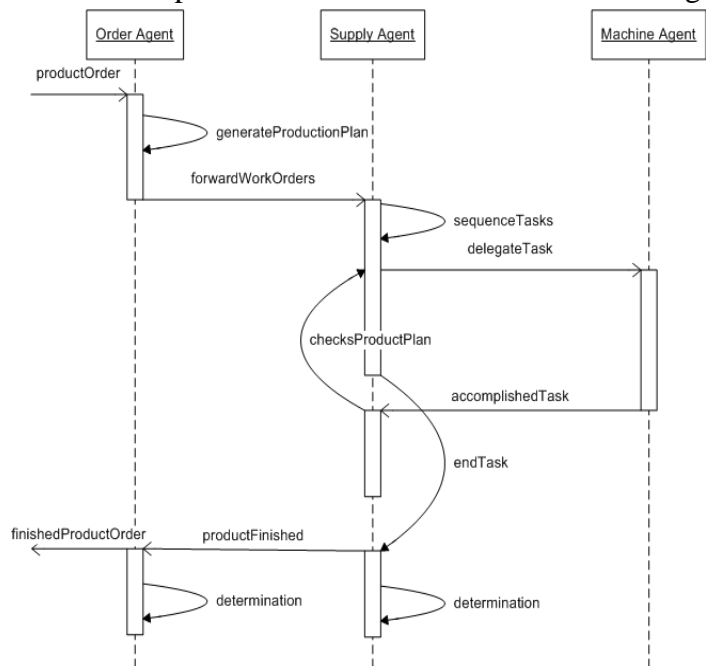 Order Agent
Supply Agent
Machine Agent
productOrder
generateProductionPlan
forwardWorkOrders
sequenceTasks
delegateTask
checksProductPlan
accomplishedTask
endTask
finishedProductOrder
productFinished
determination
determination